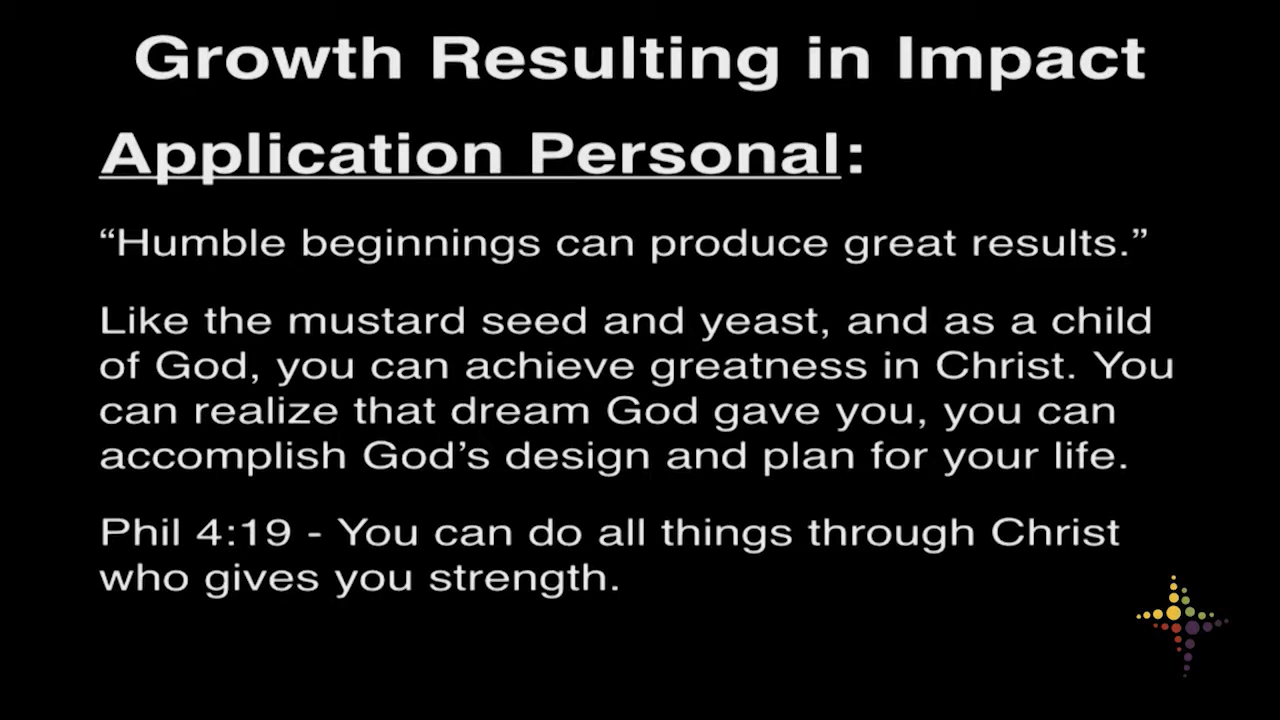 Growth Resulting in Impact
Application Personal:
“Humble beginnings can produce great results.”
Like the mustard seed and yeast, and as a child
of God, you can achieve greatness in Christ. You
can realize that dream God gave you, you can
accomplish God’s design and plan for your life.
Phil 4:19 - You can do all things through Christ
who gives you strength.